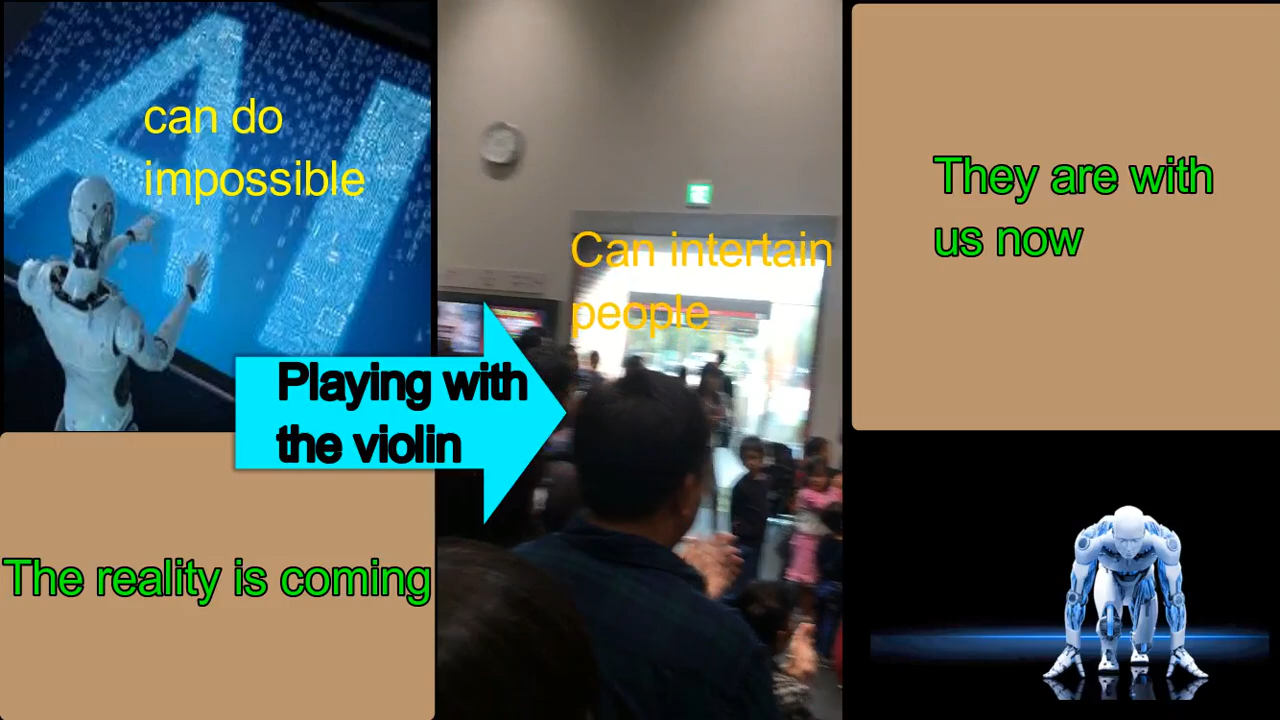 can do
impossible
Can intertain
people
Playing with
the violin
The reality is coming
They are with
us now